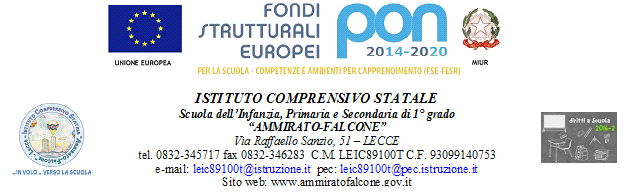 FONDI
STRUTTURALI
EUROPEI
pon
2014-2020
UNIONE EUROPEA
MIUR
PER LA SCUOLA - COMPETENZE E AMBIENTI PER L'APPRENDIMENTO (FSE-FESR)
ISTITUTO COMPRENSIVO STATALE
Scuola dell'Infanzia, Primaria e Secondaria di 1° grado
"AMMIRATO-FALCONE"
Via Raffaello Sanzio, 51 – LECCE
tel. 0832-345717 fax 0832-346283 C.M. LEIC89100T C.F. 93099140753
e-mail: leic89100t@istruzione.it pec: leic89100t@pec.istruzione.it
Sito web: www.ammiratofalcone.gov.it
...IN VOLO ... VERSO LA SCUOLA
diritti a Scuola